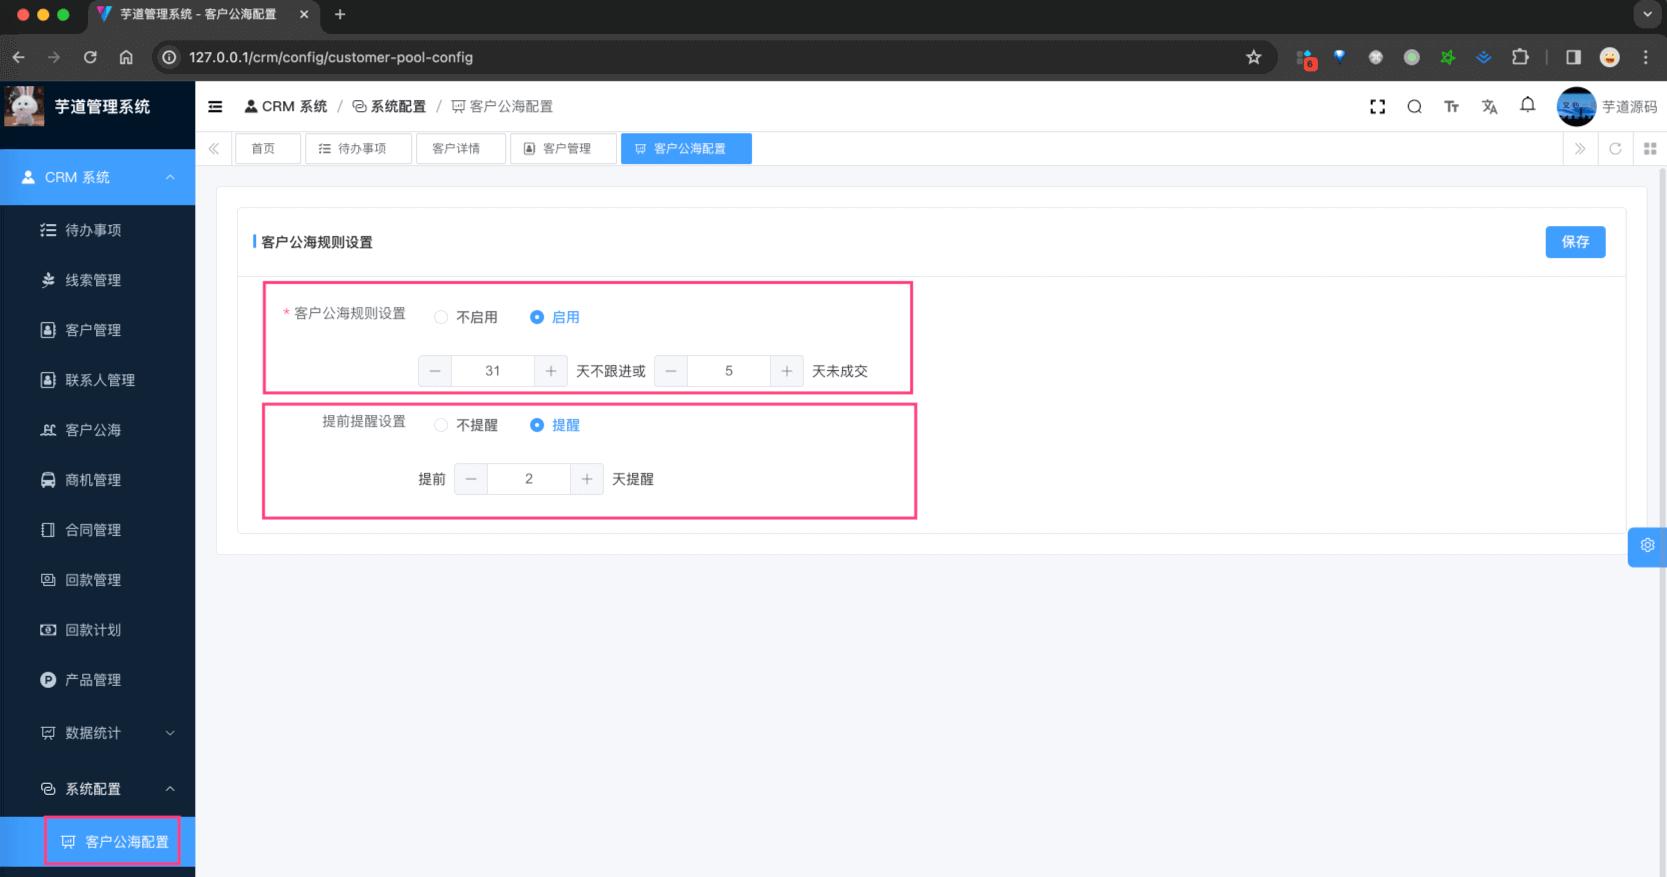 芋道管理系统 - 客户公海配置
127.0.0.1/crm/config/customer-pool-config
6
芋道管理系统
CRM 系统 / 系统配置 / 客户公海配置
芋道源码
首页
待办事项
客户详情
客户管理
客户公海配置
CRM 系统
待办事项
线索管理
客户管理
联系人管理
客户公海
商机管理
合同管理
回款管理
回款计划
产品管理
数据统计
系统配置
客户公海配置
客户公海规则设置
保存
* 客户公海规则设置 不启用 启用
31 天不跟进或 5 天未成交
提前提醒设置 不提醒 提醒
提前 2 天提醒